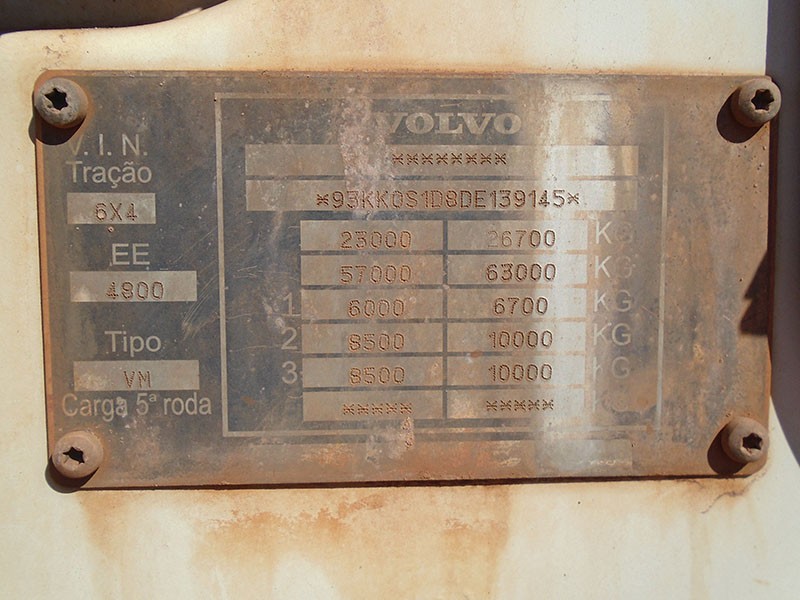 VOLVO
V. I. N.
********
Tração
*93KK0S1D8DE139145*
6X4
23000 26700 KG
EE
57000 63000 KG
4800
1 6000 6700 KG
2 8500 10000 KG
Tipo
3 8500 10000 KG
VM
Carga 5ª roda ***** *****